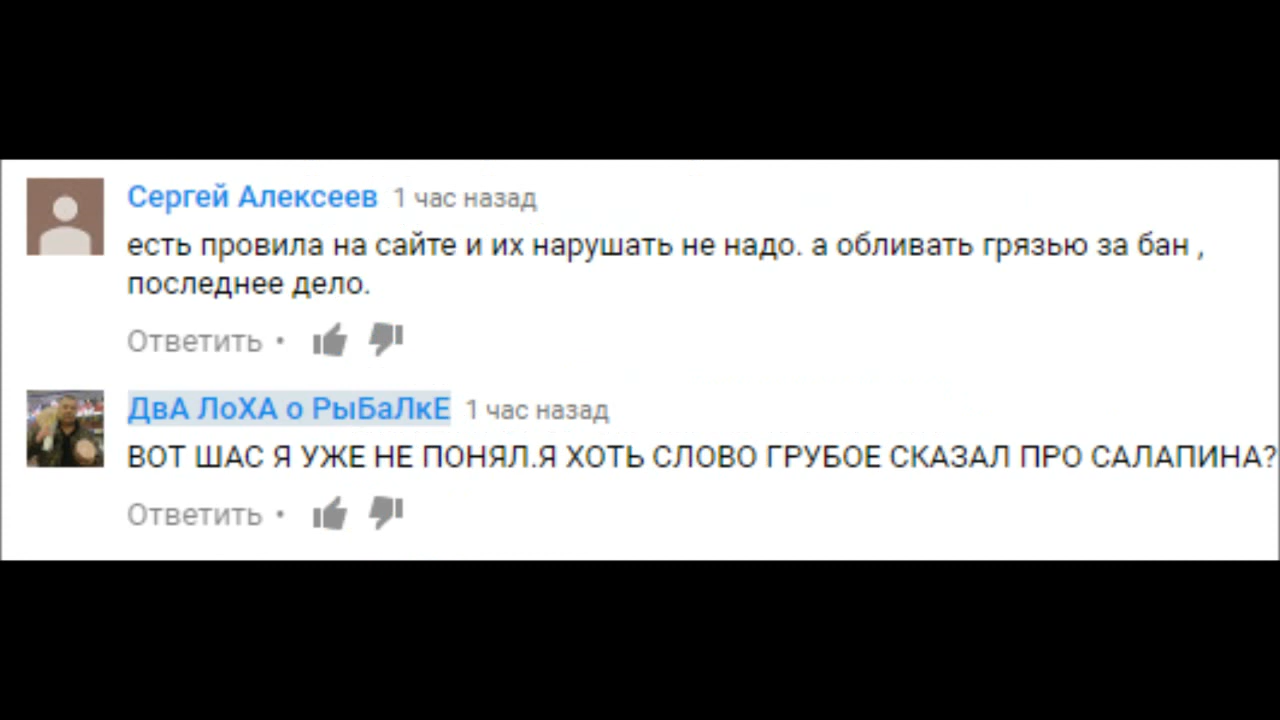 Сергей Алексеев 1 час назад
есть провила на сайте и их нарушать не надо. а обливать грязью за бан ,
последнее дело.
Ответить •
ДвА ЛоХА о РыБаЛкЕ 1 час назад
ВОТ ШАС Я УЖЕ НЕ ПОНЯЛ.Я ХОТЬ СЛОВО ГРУБОЕ СКАЗАЛ ПРО САЛАПИНА?
Ответить •